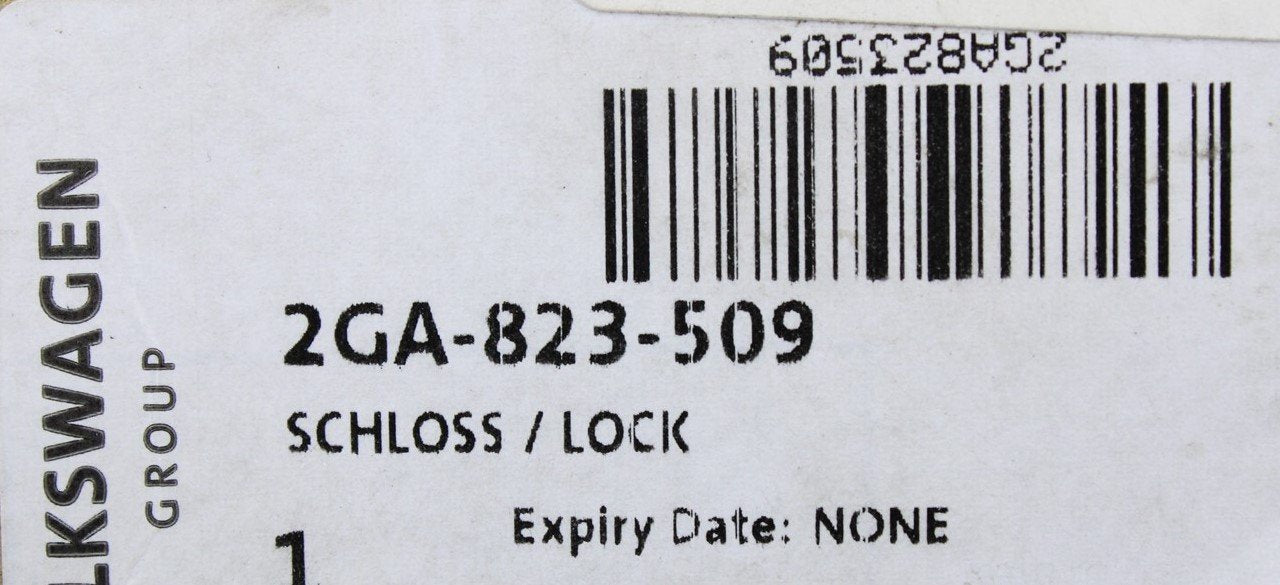 2GA823509
2GA-823-509
SCHLOSS / LOCK
Expiry Date: NONE
1
LKSWAGEN
GROUP